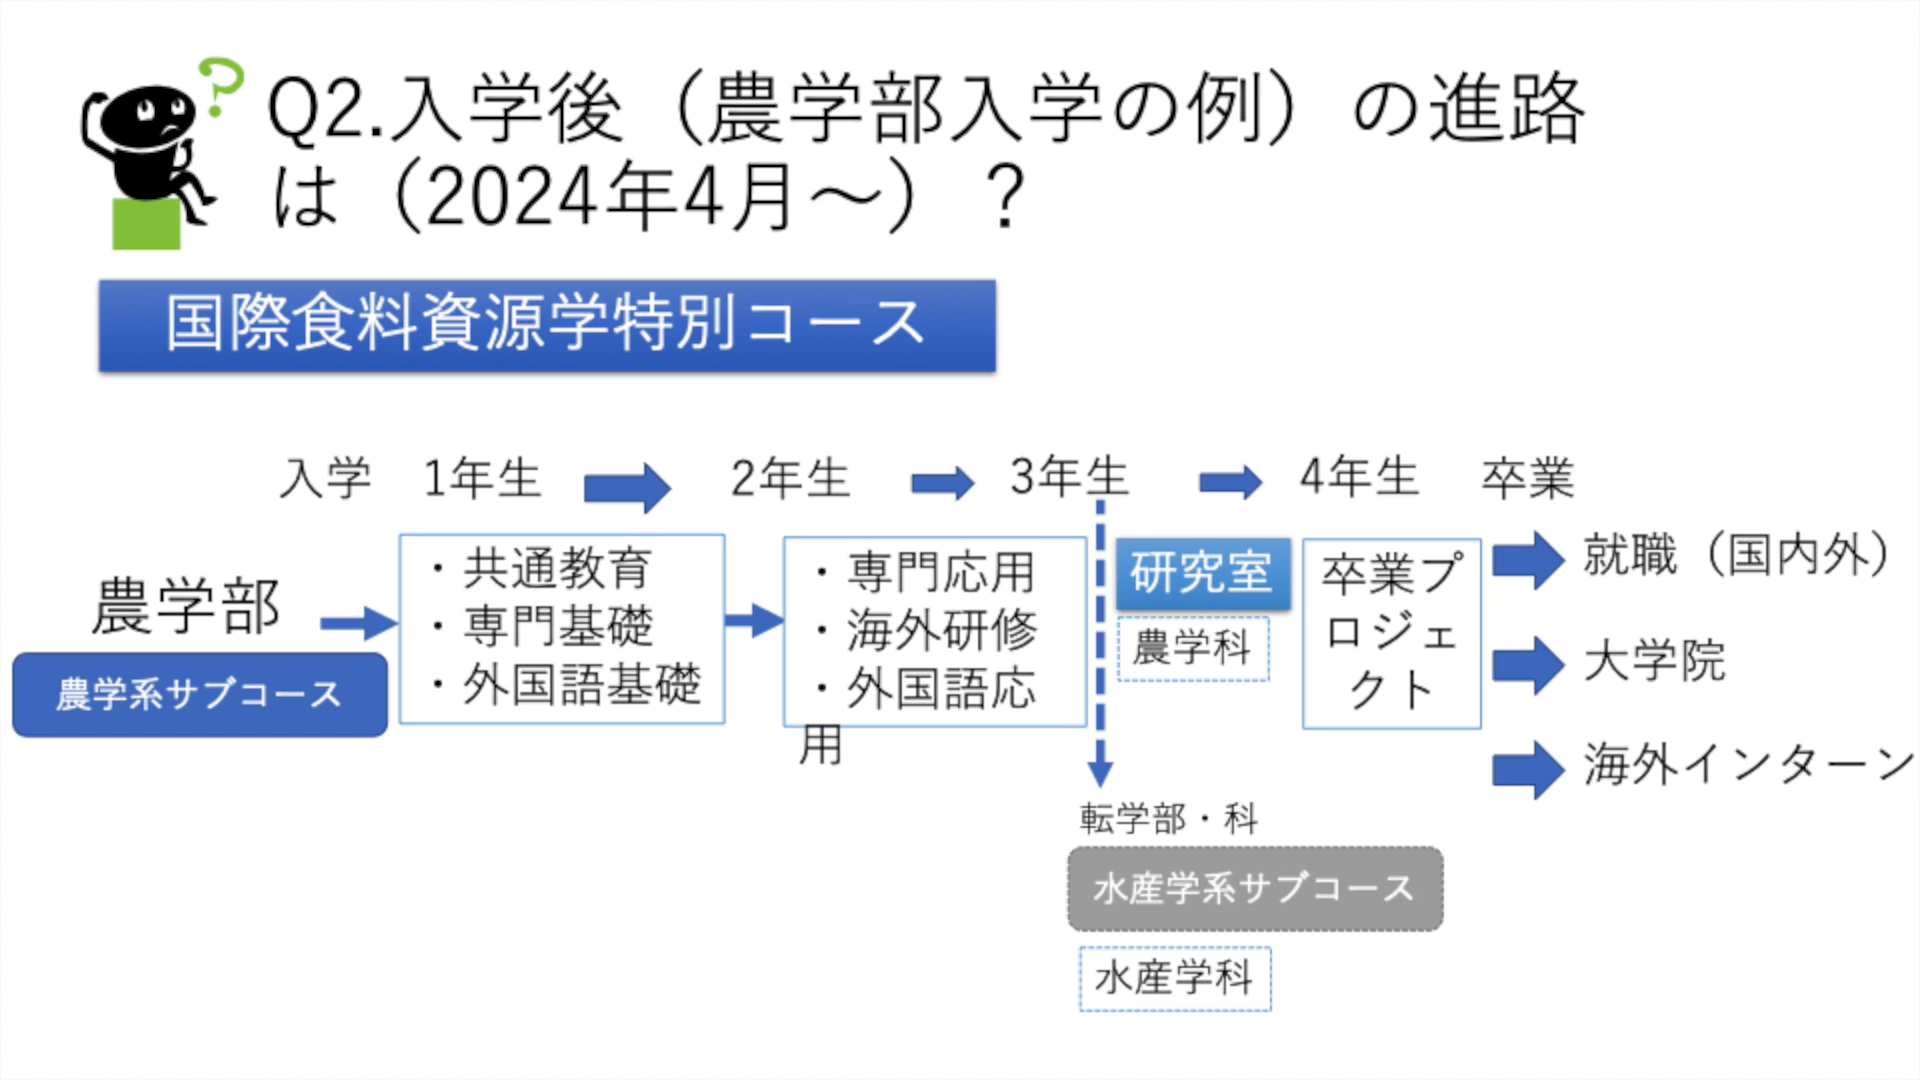 ?
Q2.入学後（農学部入学の例）の進路
は（2024年4月～）？
国際食料資源学特別コース
入学
1年生
2年生
3年生
4年生
卒業
農学部
農学系サブコース
・共通教育
・専門基礎
・外国語基礎
・専門応用
・海外研修
・外国語応
用
研究室
農学科
卒業プ
ロジェ
クト
就職（国内外）
大学院
海外インターン
転学部・科
水産学系サブコース
水産学科